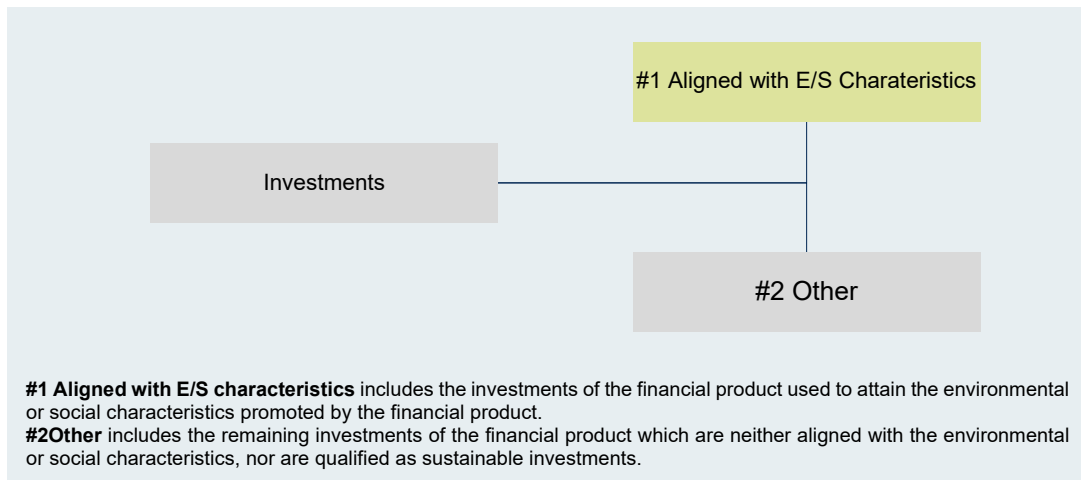 #1 Aligned with E/S Charateristics
Investments
#2 Other
#1 Aligned with E/S characteristics includes the investments of the financial product used to attain the environmental
or social characteristics promoted by the financial product.
#2Other includes the remaining investments of the financial product which are neither aligned with the environmental
or social characteristics, nor are qualified as sustainable investments.